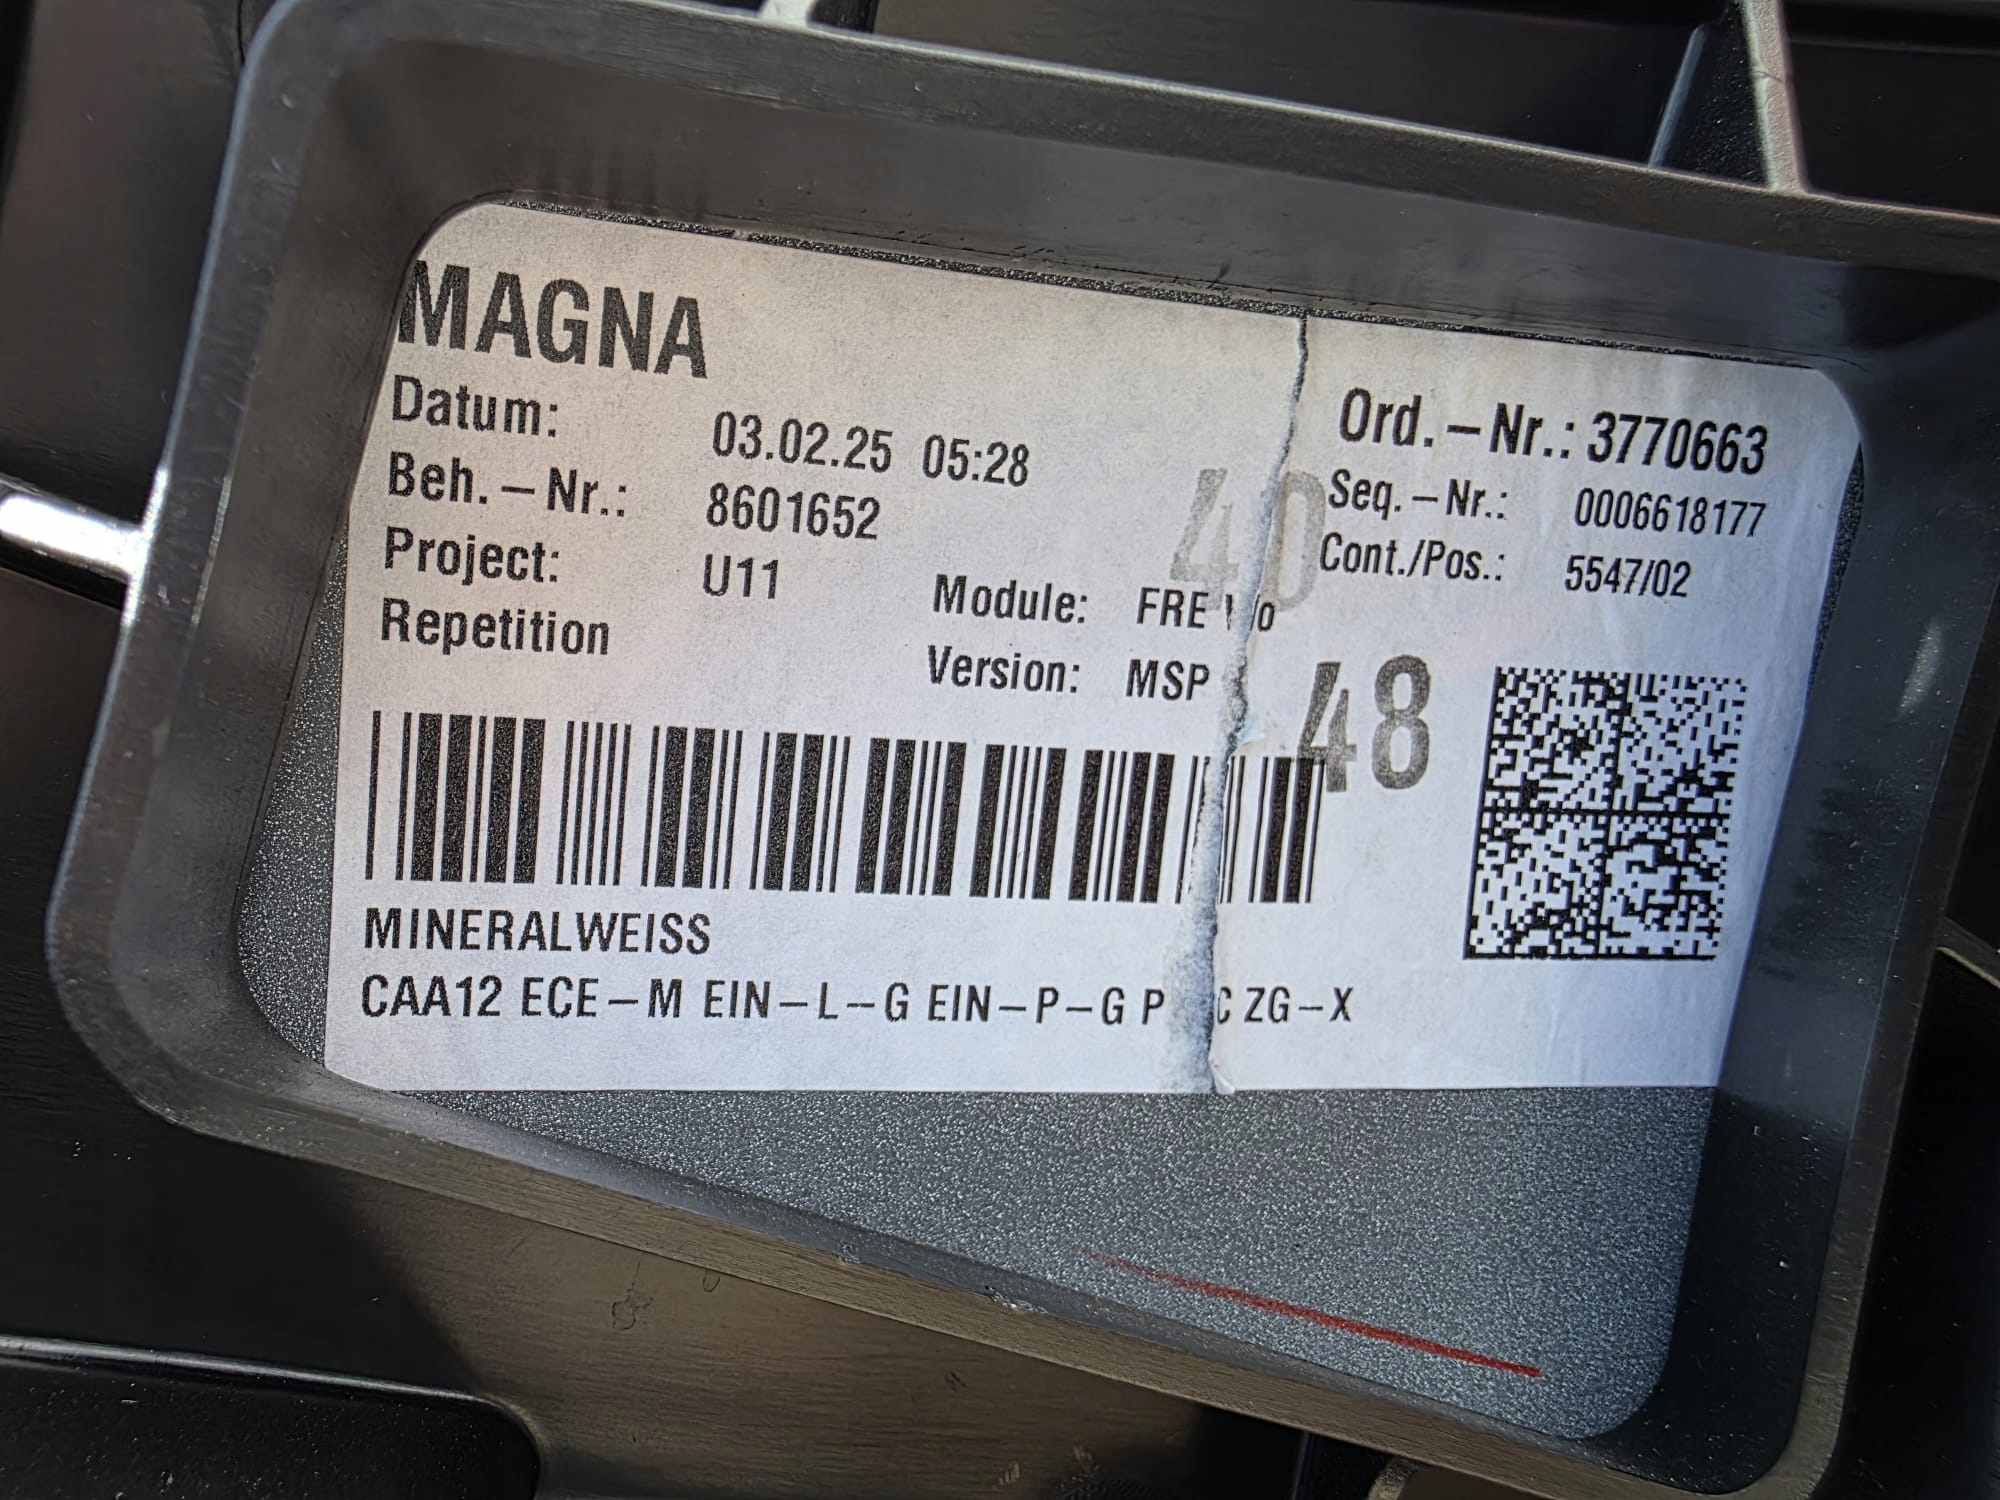 MAGNA
Datum: 03.02.25 05:28
Beh.-Nr.: 8601652
Project: U11
Repetition
Module: FRE
Version: MSP
Ord.-Nr.: 3770663
Seq.-Nr.: 0006618177
Cont./Pos.: 5547/02
40
48
MINERALWEISS
CAA12 ECE-M EIN-L-G EIN-P-G ZG-X